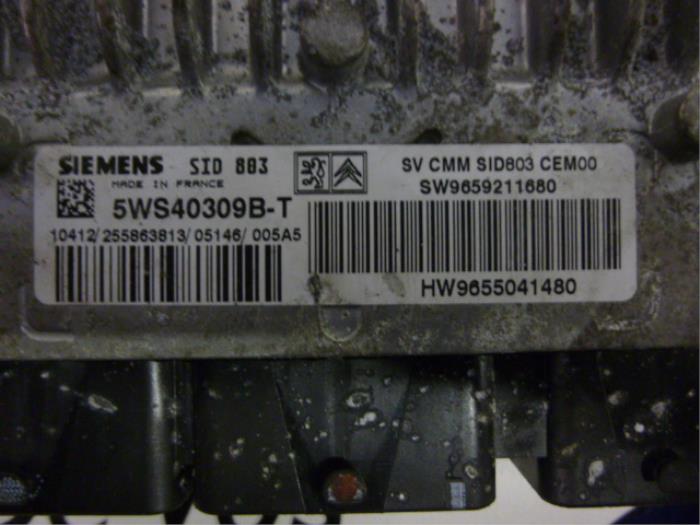 SIEMENS SID 803
MADE IN FRANCE
5WS40309B-T
10412/255863813/05146/005A5
SV CMM SID803 CEM00
SW9659211680
HW9655041480